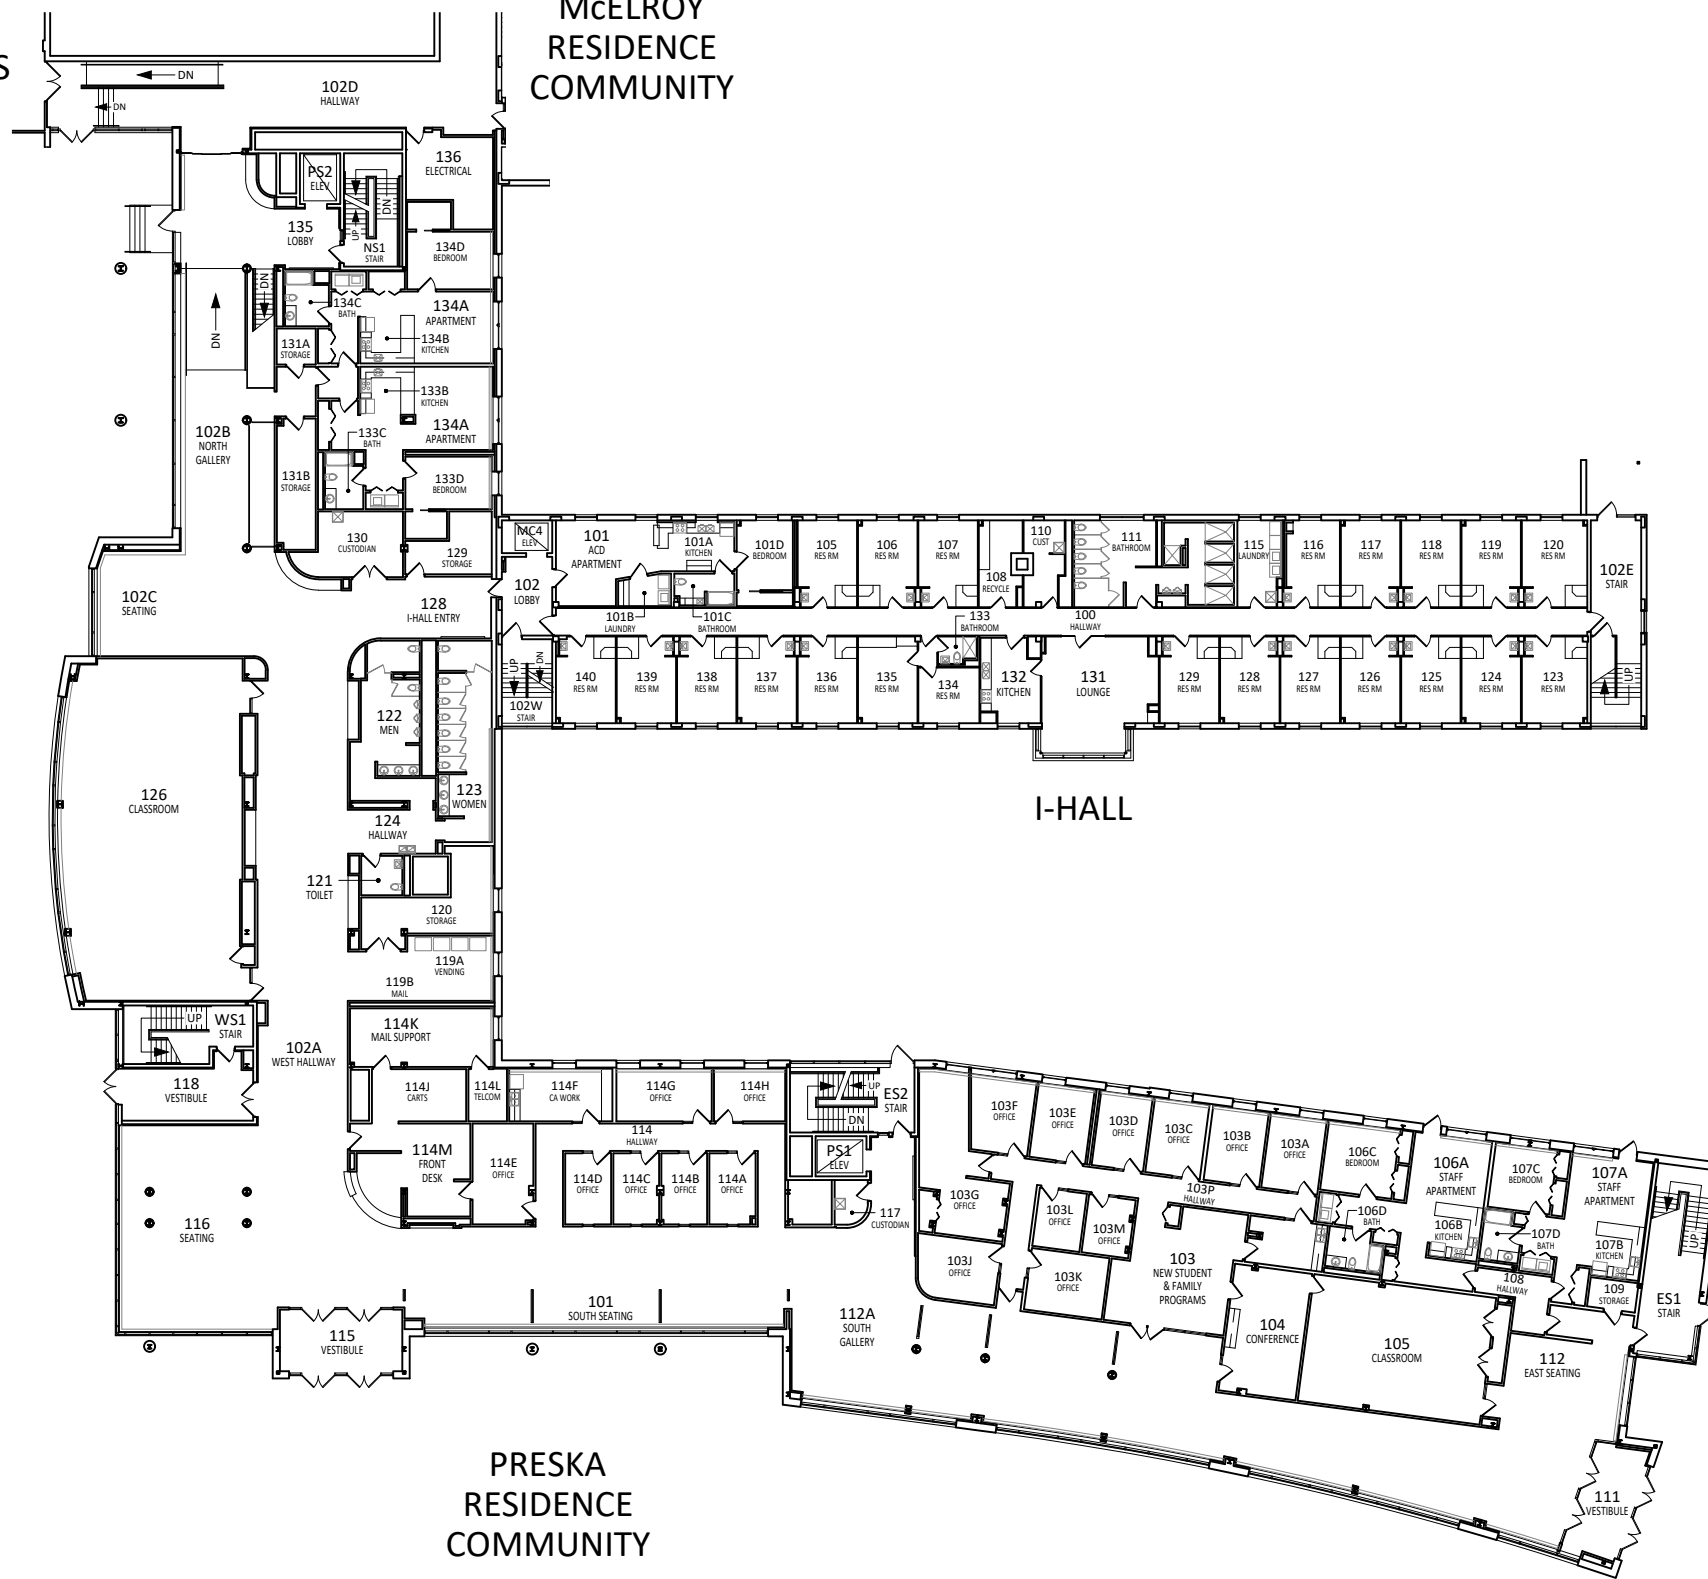 McELROY
RESIDENCE
COMMUNITY
S
DN
DN
102D
HALLWAY
136
ELECTRICAL
PS2
ELEV
DN
UP
NS1
STAIR
135
LOBBY
134D
BEDROOM
DN
DN
134C
BATH
134A
APARTMENT
134B
KITCHEN
131A
STORAGE
133B
KITCHEN
134A
APARTMENT
133C
BATH
102B
NORTH
GALLERY
131B
STORAGE
133D
BEDROOM
130
CUSTODIAN
129
STORAGE
102C
SEATING
128
I-HALL ENTRY
MC4
ELEV
102
LOBBY
101
ACD
APARTMENT
101A
KITCHEN
101D
BEDROOM
105
RES RM
106
RES RM
107
RES RM
108
RECYCLE
110
CUST
111
BATHROOM
115
LAUNDRY
116
RES RM
117
RES RM
118
RES RM
119
RES RM
120
RES RM
102E
STAIR
101B
LAUNDRY
101C
BATHROOM
133
BATHROOM
100
HALLWAY
UP
DN
102W
STAIR
140
RES RM
139
RES RM
138
RES RM
137
RES RM
136
RES RM
135
RES RM
134
RES RM
132
KITCHEN
131
LOUNGE
129
RES RM
128
RES RM
127
RES RM
126
RES RM
125
RES RM
124
RES RM
123
RES RM
UP
I-HALL
122
MEN
123
WOMEN
126
CLASSROOM
124
HALLWAY
121
TOILET
120
STORAGE
119A
VENDING
119B
MAIL
UP
WS1
STAIR
102A
WEST HALLWAY
114K
MAIL SUPPORT
118
VESTIBULE
114J
CARTS
114L
TELCOM
114F
CA WORK
114G
OFFICE
114H
OFFICE
UP
DN
ES2
STAIR
114
HALLWAY
114M
FRONT
DESK
114E
OFFICE
114D
OFFICE
114C
OFFICE
114B
OFFICE
114A
OFFICE
PS1
ELEV
117
CUSTODIAN
116
SEATING
101
SOUTH SEATING
115
VESTIBULE
112A
SOUTH
GALLERY
103F
OFFICE
103E
OFFICE
103D
OFFICE
103C
OFFICE
103B
OFFICE
103A
OFFICE
106C
BEDROOM
106A
STAFF
APARTMENT
107C
BEDROOM
107A
STAFF
APARTMENT
103P
HALLWAY
103G
OFFICE
103L
OFFICE
103M
OFFICE
106D
BATH
106B
KITCHEN
107D
BATH
107B
KITCHEN
UP
103J
OFFICE
103K
OFFICE
103
NEW STUDENT
& FAMILY
PROGRAMS
108
HALLWAY
109
STORAGE
ES1
STAIR
104
CONFERENCE
105
CLASSROOM
112
EAST SEATING
111
VESTIBULE
PRESKA
RESIDENCE
COMMUNITY